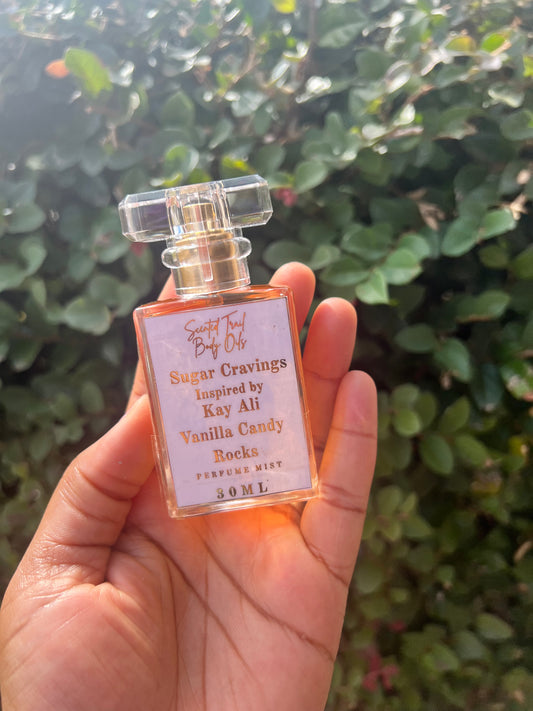 Scented Trail
Body Oils
Sugar Cravings
Inspired by
Kay Ali
Vanilla Candy
Rocks
PERFUME MIST
30ML